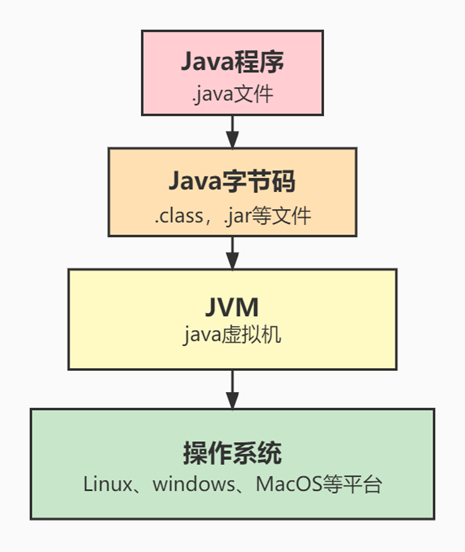 Java程序
.java文件
Java字节码
.class，.jar等文件
JVM
java虚拟机
操作系统
Linux、windows、MacOS等平台